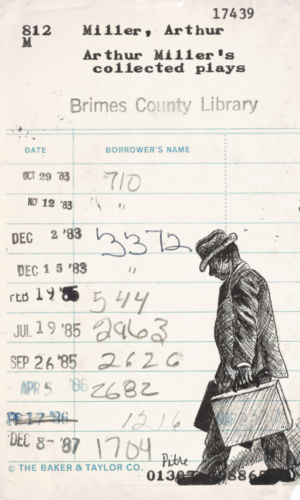 17439
812 Miller, Arthur
M
Arthur Miller's
collected plays
Brimes County Library
DATE BORROWER'S NAME
OCT 29 '83 710
NO 12 '83 "
DEC 2 '83 3372
DEC 15 '83 "
FEB 19 '85 544
JUL 19 '85 2963
SEP 26 '85 2626
APR 5 '86 2682
1216
DEC 8- '87 1704
Pitre
© THE BAKER & TAYLOR CO.